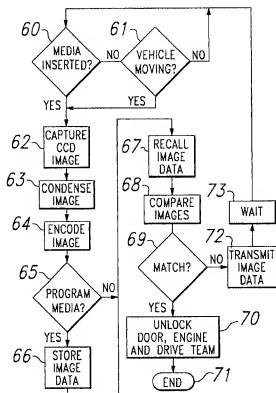 60
MEDIA
INSERTED?
NO
61
VEHICLE
MOVING?
YES
YES
62
CAPTURE
CCD
IMAGE
63
CONDENSE
IMAGE
64
ENCODE
IMAGE
65
PROGRAM
MEDIA?
NO
YES
66
STORE
IMAGE
DATA
67
RECALL
IMAGE
DATA
68
COMPARE
IMAGES
69
MATCH?
NO
YES
70
UNLOCK
DOOR, ENGINE
AND DRIVE TEAM
END
71
72
TRANSMIT
IMAGE DATA
73
WAIT